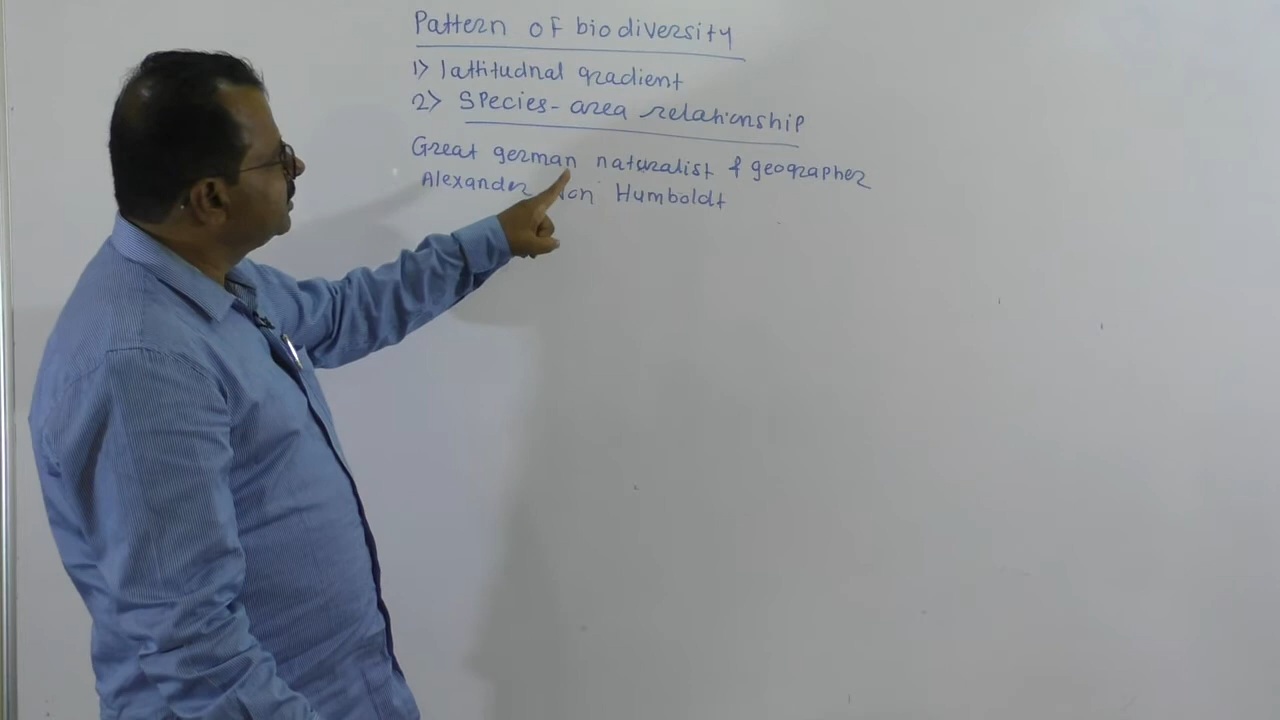 Pattern of biodiversity
1> lattitudnal gradient
2> Species-area relationship
Great german naturalist & geographer
Alexander Von Humboldt